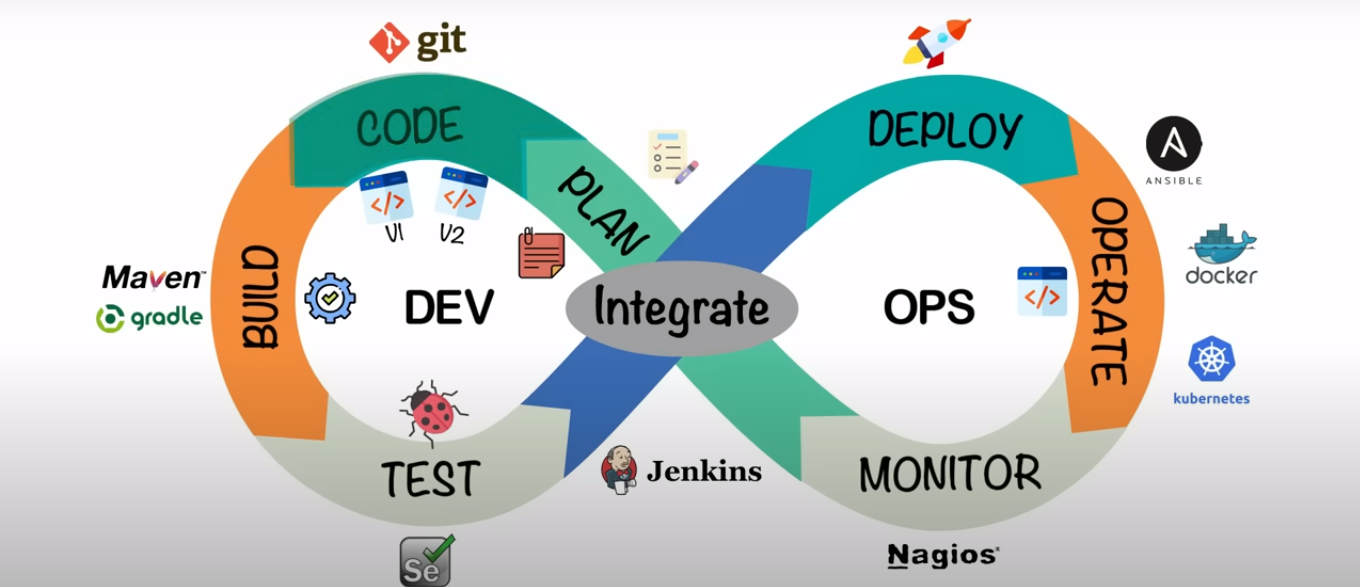 git
CODE
DEPLOY
PLAN
ANSIBLE
V1 V2
BUILD
OPERATE
Maven™
gradle
DEV
Integrate
OPS
docker
kubernetes
TEST
Jenkins
MONITOR
Se
Nagios